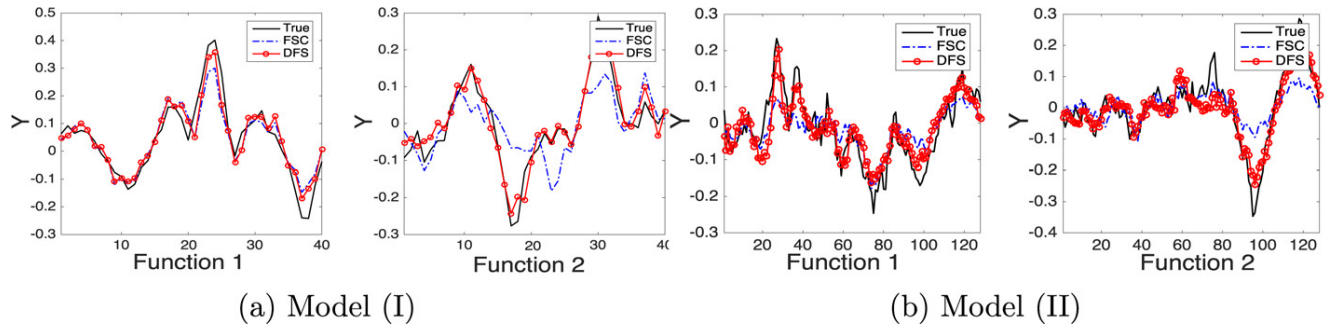 True
FSC
DFS
0.5
0.4
0.3
0.2
0.1
0
-0.1
-0.2
-0.3
Y
10
20
30
40
Function 1
True
FSC
DFS
0.3
0.2
0.1
0
-0.1
-0.2
-0.3
Y
10
20
30
40
Function 2
(a) Model (I)
True
FSC
DFS
0.3
0.2
0.1
0
-0.1
-0.2
-0.3
Y
20
40
60
80
100
120
Function 1
True
FSC
DFS
0.3
0.2
0.1
0
-0.1
-0.2
-0.3
-0.4
Y
20
40
60
80
100
120
Function 2
(b) Model (II)